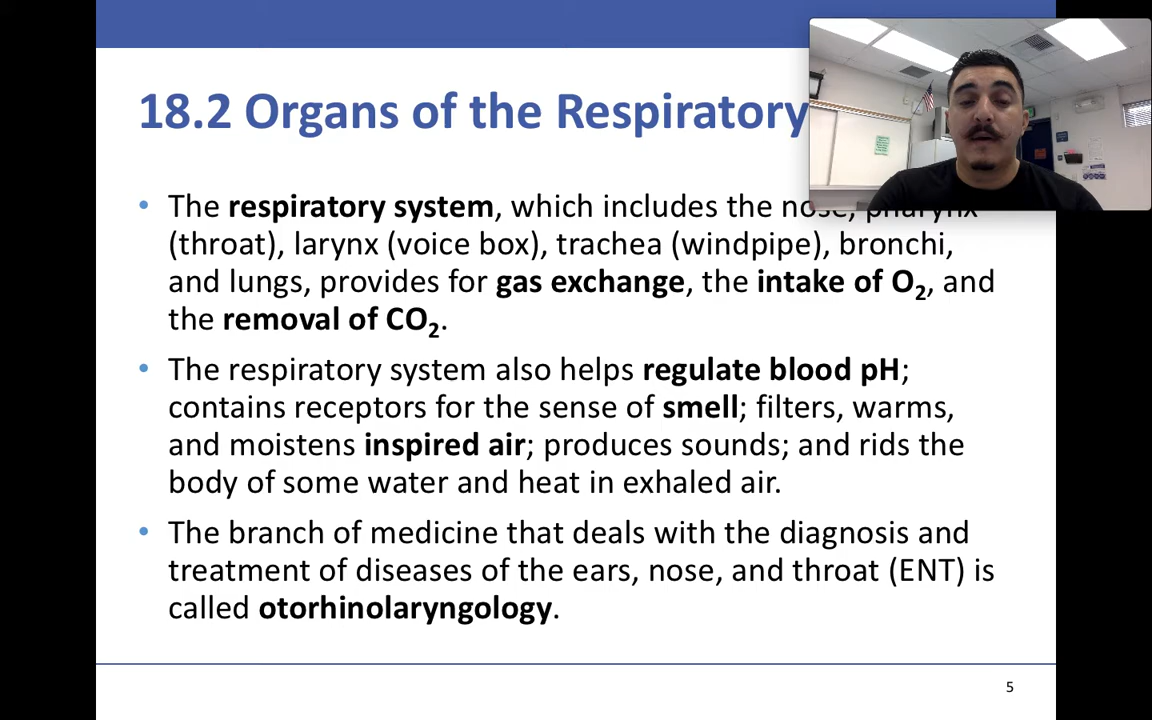 18.2 Organs of the Respiratory
• The respiratory system, which includes the nose, pharynx
(throat), larynx (voice box), trachea (windpipe), bronchi,
and lungs, provides for gas exchange, the intake of O₂, and
the removal of CO₂.
• The respiratory system also helps regulate blood pH;
contains receptors for the sense of smell; filters, warms,
and moistens inspired air; produces sounds; and rids the
body of some water and heat in exhaled air.
• The branch of medicine that deals with the diagnosis and
treatment of diseases of the ears, nose, and throat (ENT) is
called otorhinolaryngology.
5